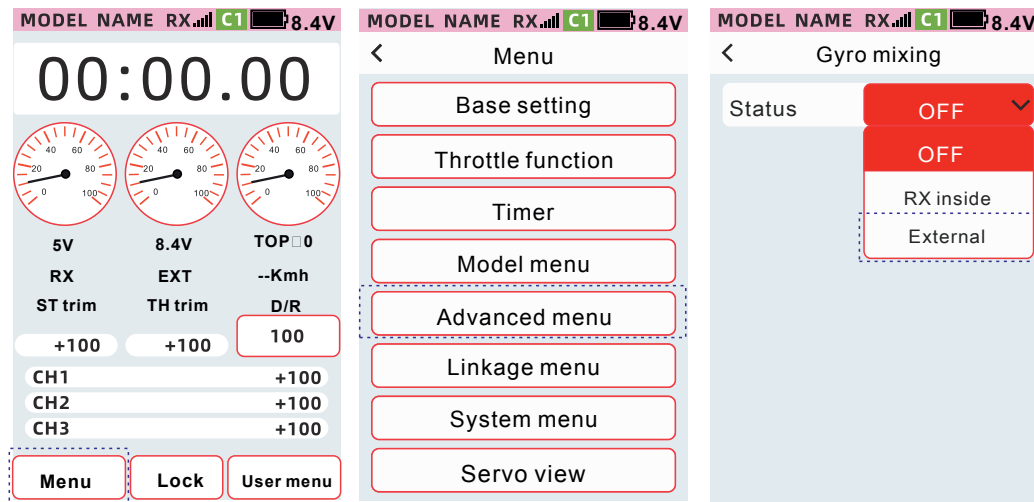 MODEL NAME RX C1 8.4V
00:00.00
40 60
20 80
0 100
40 60
20 80
0 100
40 60
20 80
0 100
5V 8.4V TOP□0
RX EXT --Kmh
ST trim TH trim D/R
+100 +100 100
CH1 +100
CH2 +100
CH3 +100
Menu Lock User menu
MODEL NAME RX C1 8.4V
< Menu
Base setting
Throttle function
Timer
Model menu
Advanced menu
Linkage menu
System menu
Servo view
MODEL NAME RX C1 8.4V
< Gyro mixing
Status OFF
OFF
RX inside
External